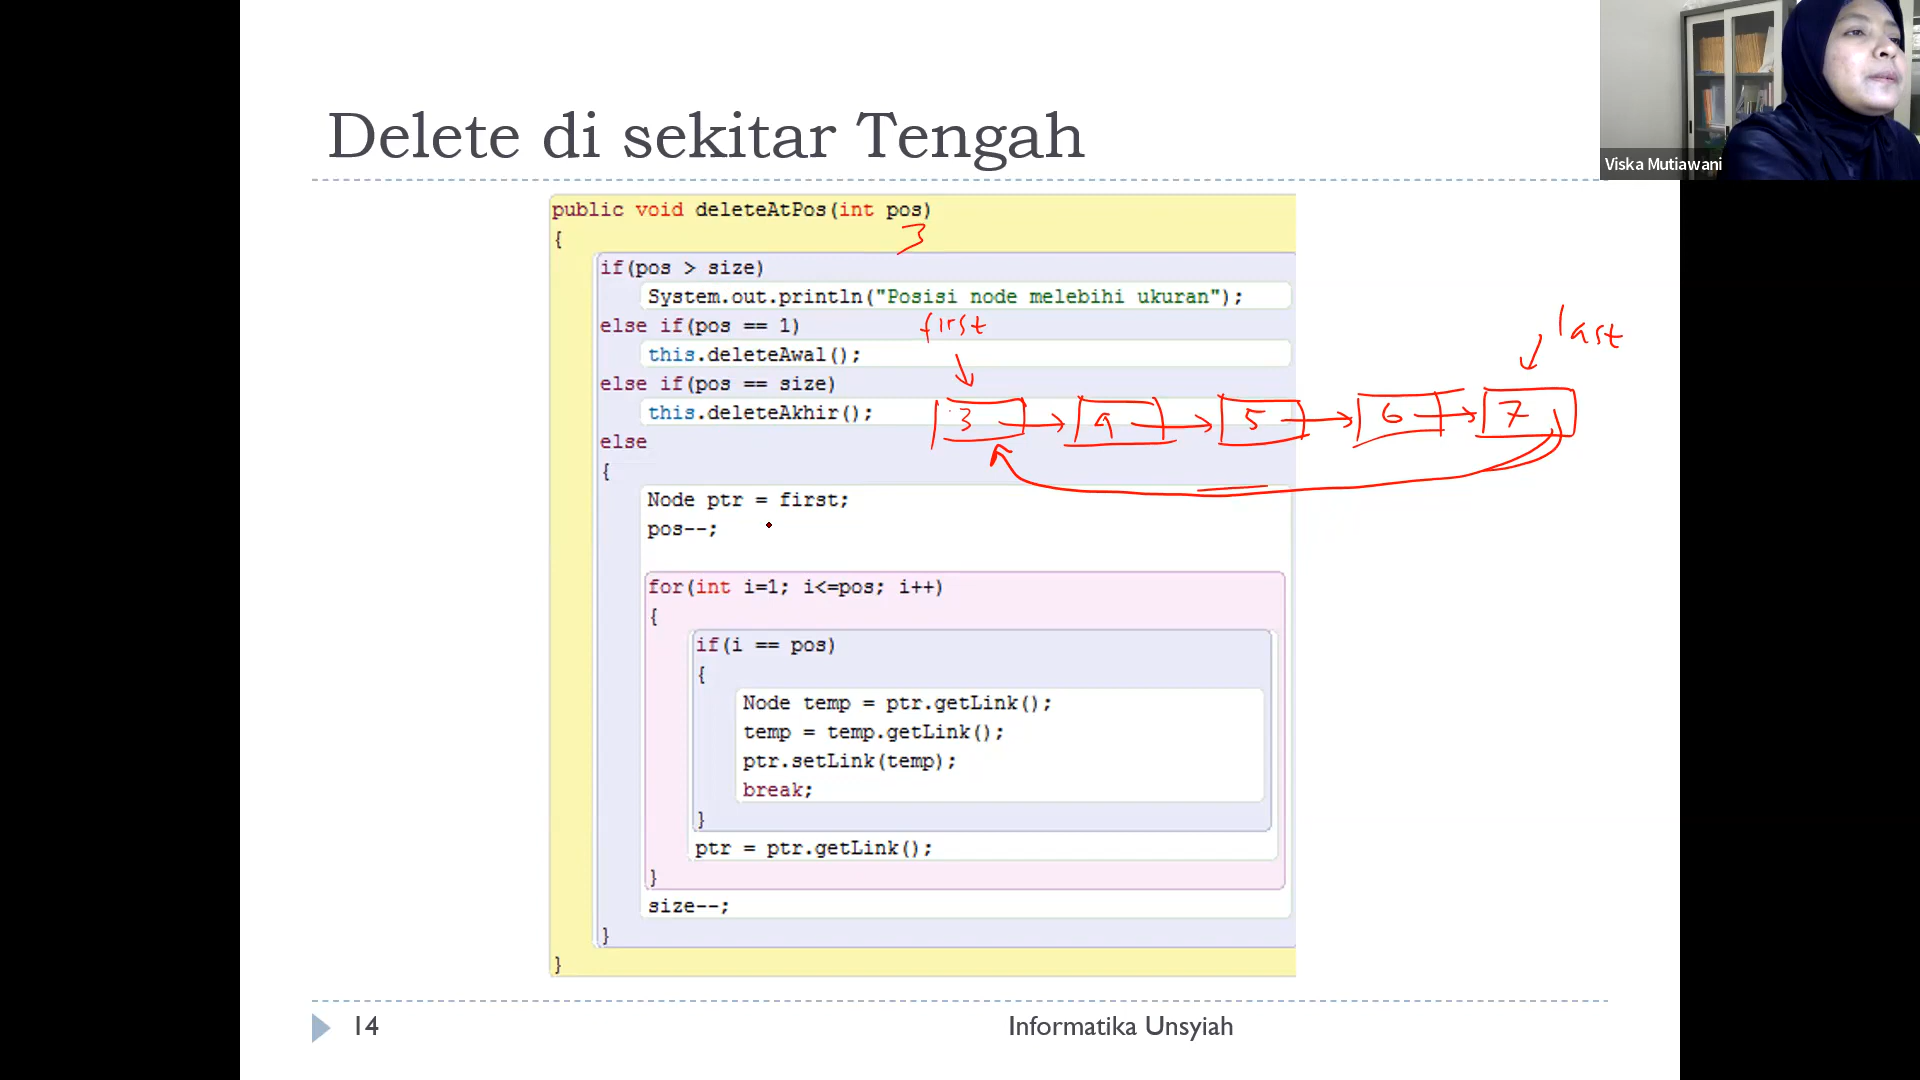 Viska Mutiawani
Delete di sekitar Tengah
public void deleteAtPos(int pos)
3
{
if(pos > size)
System.out.println("Posisi node melebihi ukuran");
else if(pos == 1)
first
last
this.deleteAwal();
else if(pos == size)
this.deleteAkhir();
3 4 5 6 7
else
{
Node ptr = first;
pos--;
for(int i=1; i<=pos; i++)
{
if(i == pos)
{
Node temp = ptr.getLink();
temp = temp.getLink();
ptr.setLink(temp);
break;
}
ptr = ptr.getLink();
}
size--;
}
}
14
Informatika Unsyiah